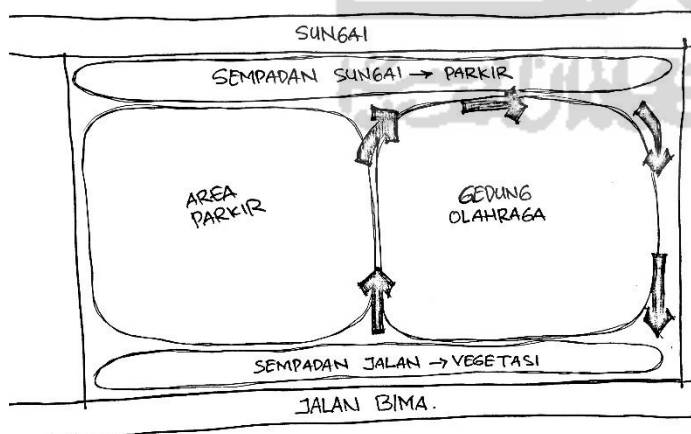 SUNGAI
SEMPADAN SUNGAI → PARKIR
AREA
PARKIR
GEDUNG
OLAHRAGA
SEMPADAN JALAN → VEGETASI
JALAN BIMA.